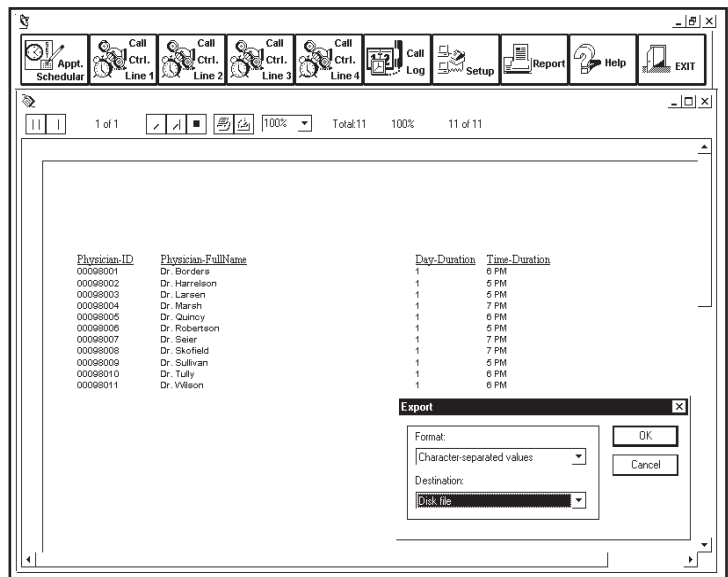 Appt. Schedular
Call Ctrl. Line 1
Call Ctrl. Line 2
Call Ctrl. Line 3
Call Ctrl. Line 4
Call Log
Setup
Report
Help
EXIT
1 of 1 100% Total:11 100% 11 of 11
Physician-ID Physician-FullName Day-Duration Time-Duration
00098001 Dr. Borders 1 6 PM
00098002 Dr. Harrelson 1 5 PM
00098003 Dr. Larsen 1 5 PM
00098004 Dr. Marsh 1 7 PM
00098005 Dr. Quincy 1 6 PM
00098006 Dr. Robertson 1 5 PM
00098007 Dr. Seier 1 7 PM
00098008 Dr. Skofield 1 7 PM
00098009 Dr. Sullivan 1 5 PM
00098010 Dr. Tully 1 6 PM
00098011 Dr. Wilson 1 6 PM
Export
Format:
Character-separated values
Destination:
Disk file
OK
Cancel